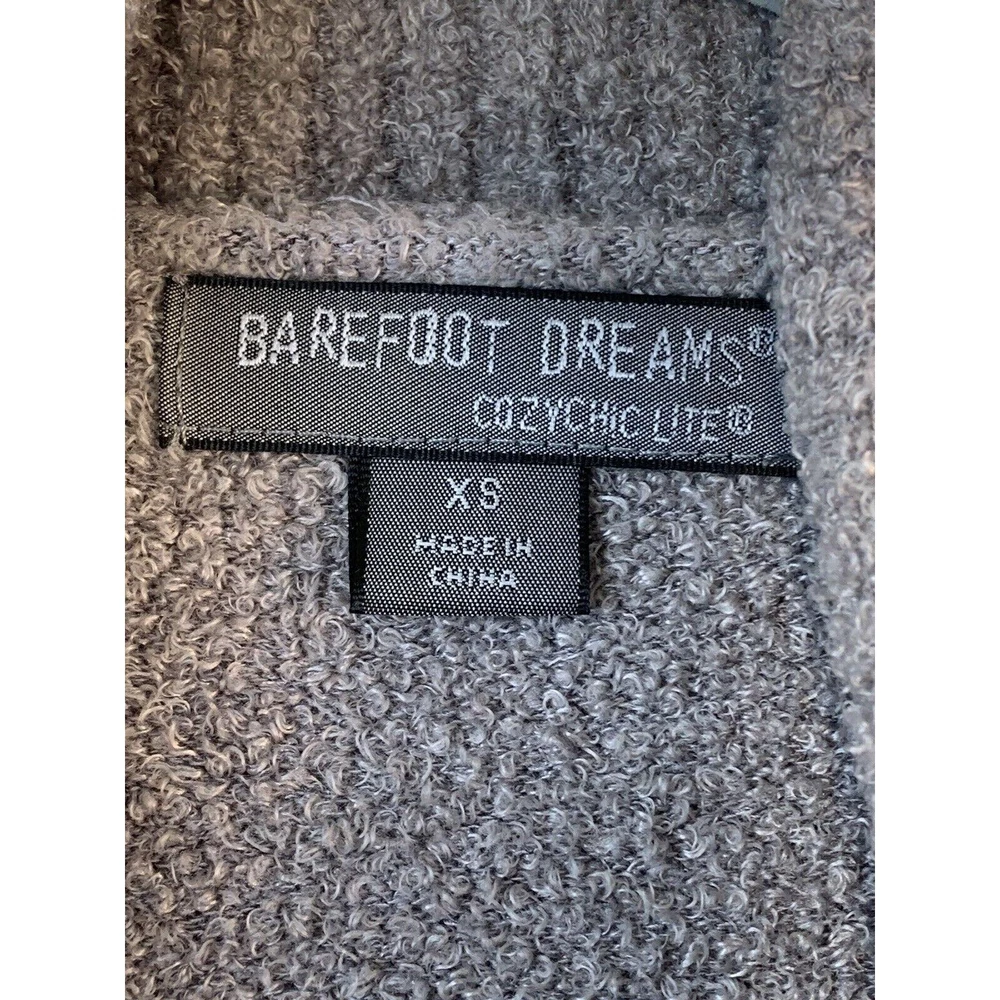 BAREFOOT DREAMS®
COZYCHIC LITE®
XS
MADE IN
CHINA